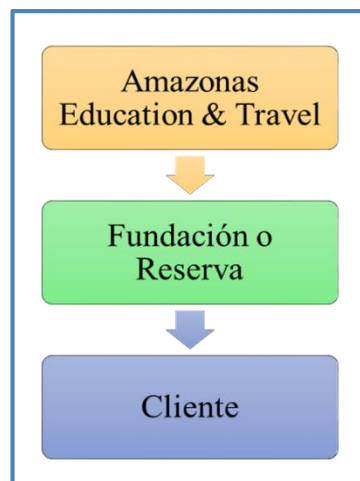 Amazonas
Education & Travel
Fundación o
Reserva
Cliente